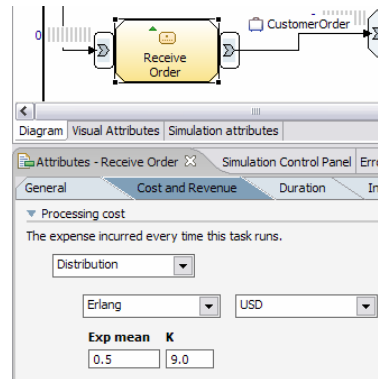 CustomerOrder
0
Receive
Order
Diagram Visual Attributes Simulation attributes
Attributes - Receive Order Simulation Control Panel Erro
General Cost and Revenue Duration In
Processing cost
The expense incurred every time this task runs.
Distribution
Erlang USD
Exp mean K
0.5 9.0